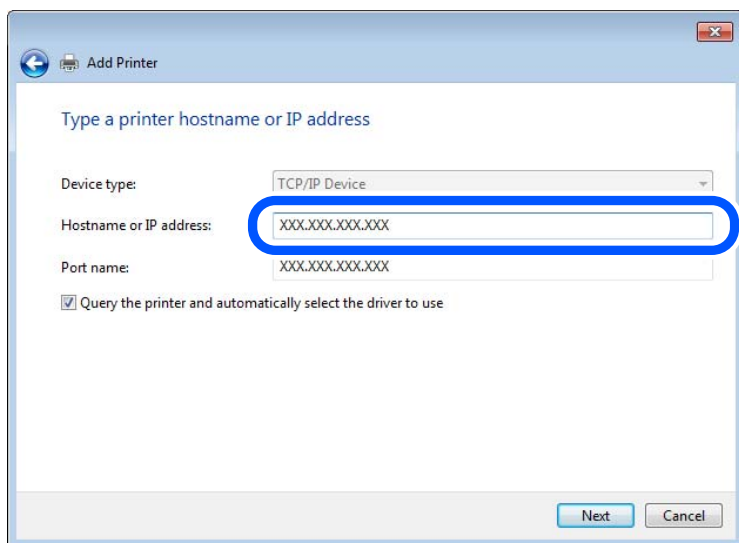 Add Printer
Type a printer hostname or IP address
Device type: TCP/IP Device
Hostname or IP address: XXX.XXX.XXX.XXX
Port name: XXX.XXX.XXX.XXX
Query the printer and automatically select the driver to use
Next Cancel